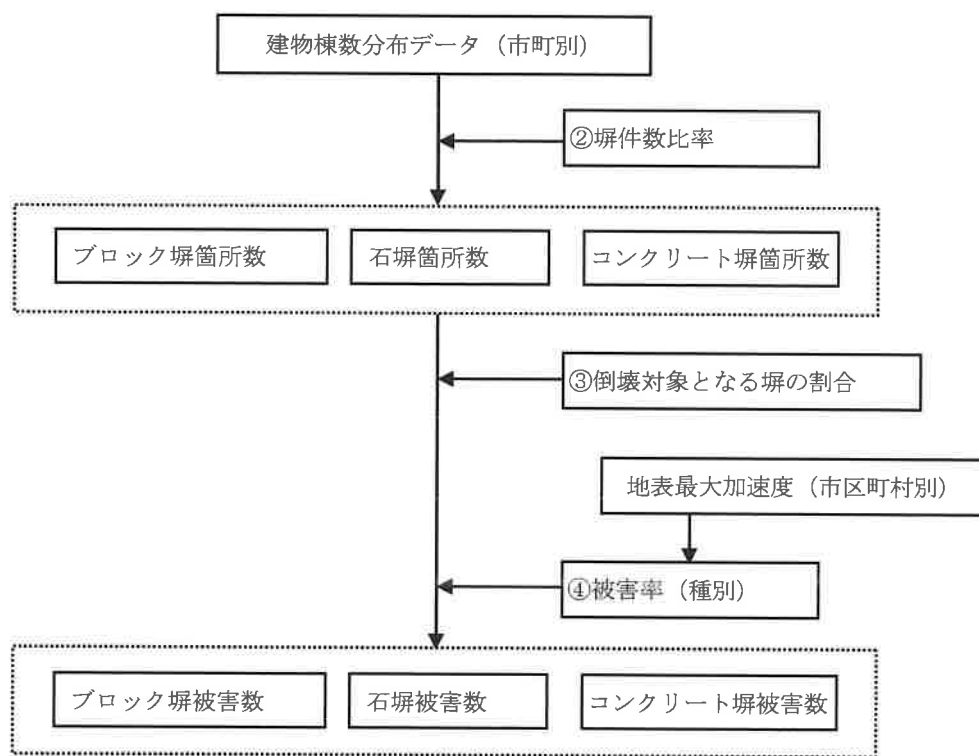 建物棟数分布データ（市町別）
②塀件数比率
ブロック塀箇所数
石塀箇所数
コンクリート塀箇所数
③倒壊対象となる塀の割合
地表最大加速度（市区町村別）
④被害率（種別）
ブロック塀被害数
石塀被害数
コンクリート塀被害数